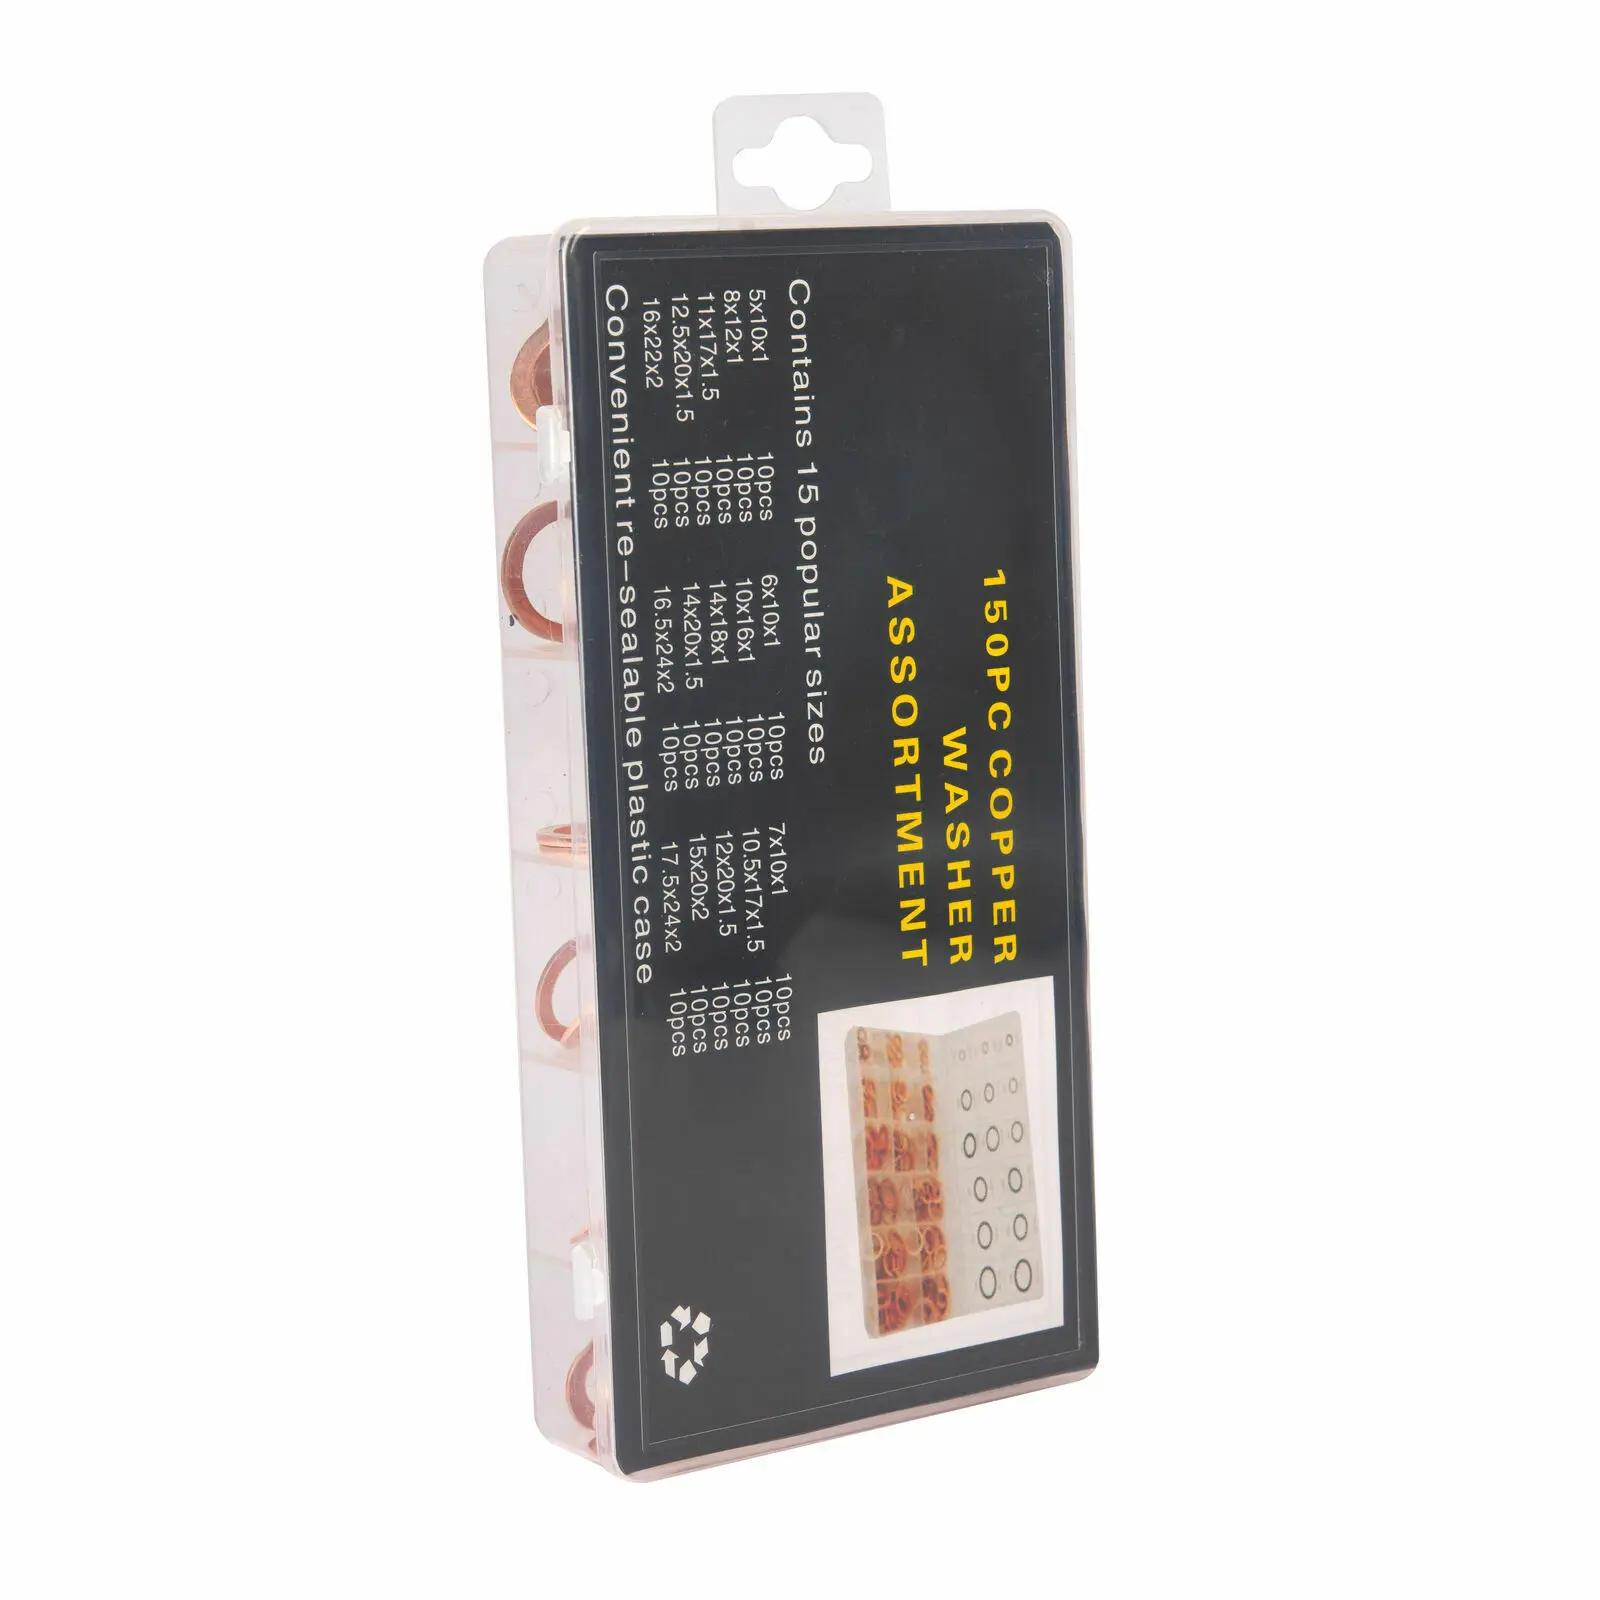 150PC COPPER
WASHER
ASSORTMENT
Contains 15 popular sizes
5x10x1 10pcs 6x10x1 10pcs 7x10x1 10pcs
8x12x1 10pcs 10x16x1 10pcs 10.5x17x1.5 10pcs
11x17x1.5 10pcs 14x18x1 10pcs 12x20x1.5 10pcs
12.5x20x1.5 10pcs 14x20x1.5 10pcs 15x20x2 10pcs
16x22x2 10pcs 16.5x24x2 10pcs 17.5x24x2 10pcs
Convenient re-sealable plastic case